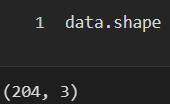 1 data.shape
(204, 3)